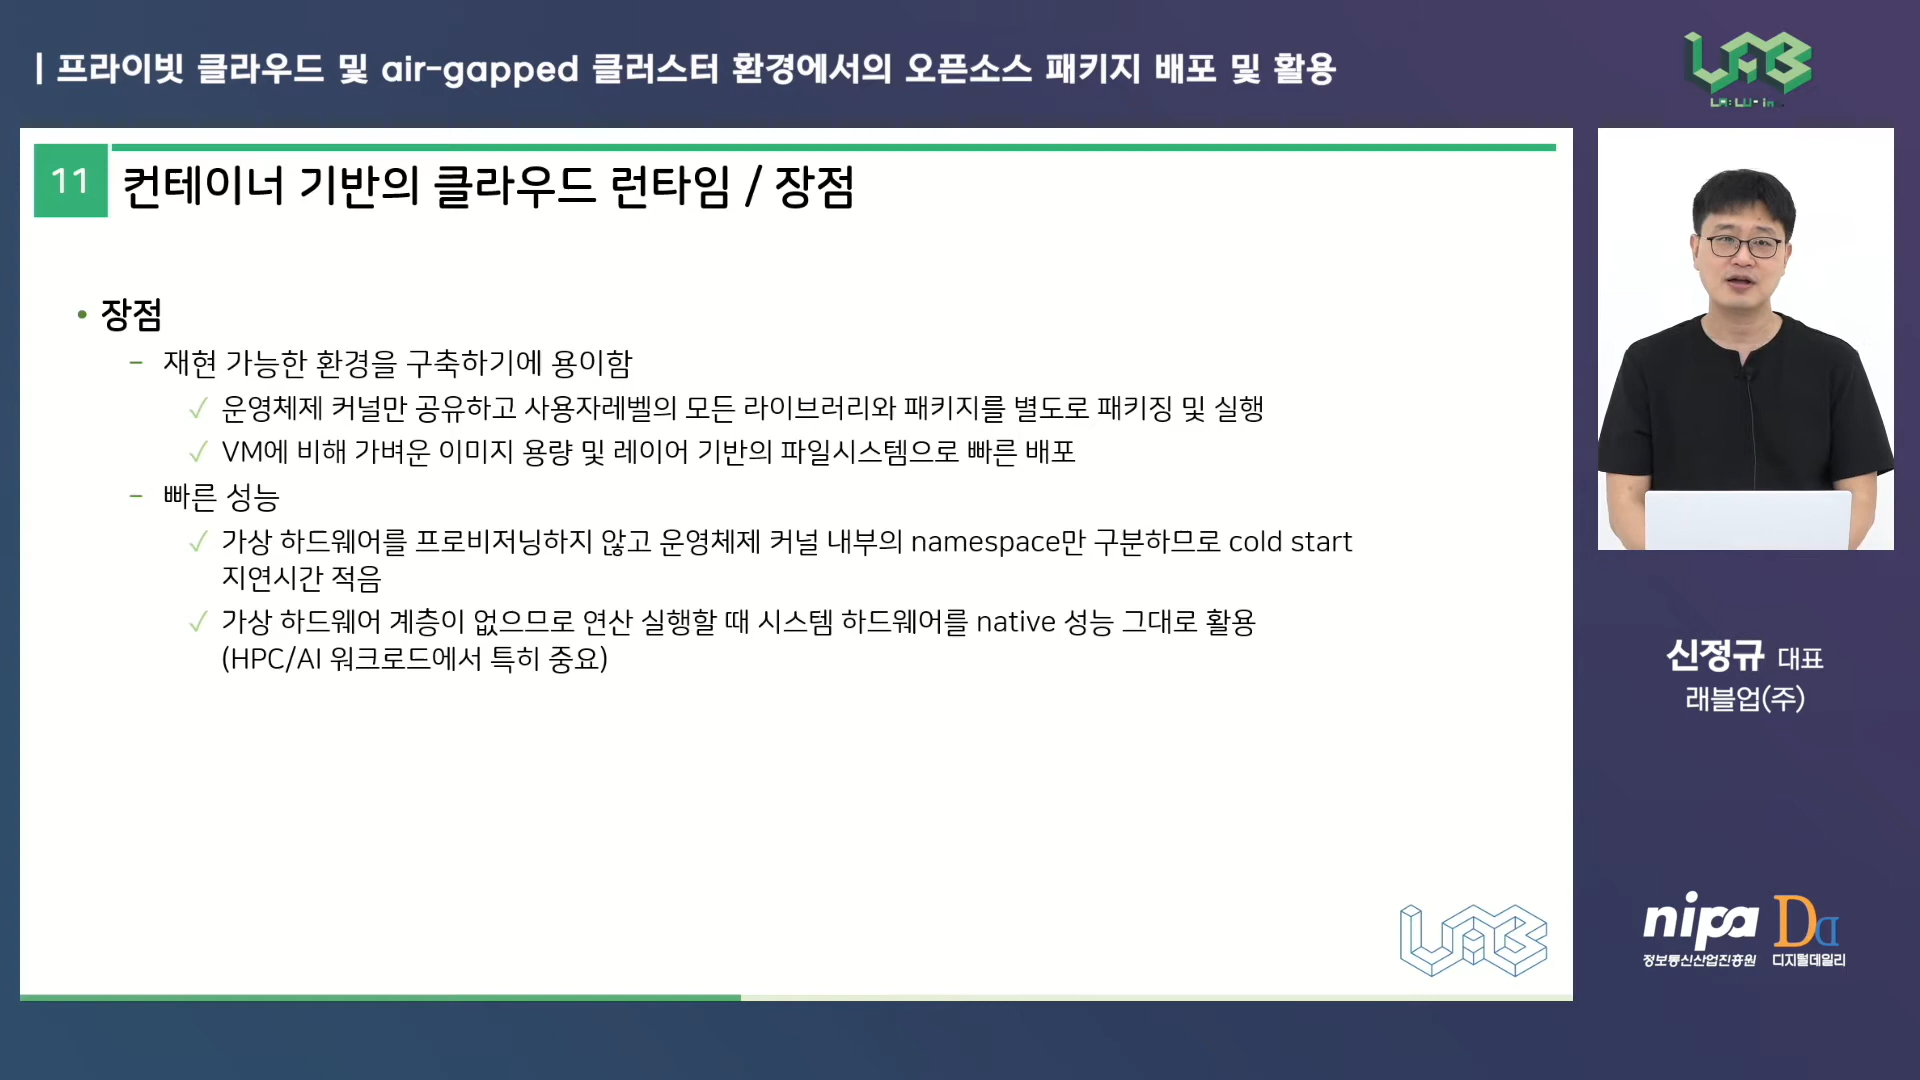 | 프라이빗 클라우드 및 air-gapped 클러스터 환경에서의 오픈소스 패키지 배포 및 활용
LABLUP inc.
11 컨테이너 기반의 클라우드 런타임 / 장점
• 장점
– 재현 가능한 환경을 구축하기에 용이함
✓ 운영체제 커널만 공유하고 사용자레벨의 모든 라이브러리와 패키지를 별도로 패키징 및 실행
✓ VM에 비해 가벼운 이미지 용량 및 레이어 기반의 파일시스템으로 빠른 배포
– 빠른 성능
✓ 가상 하드웨어를 프로비저닝하지 않고 운영체제 커널 내부의 namespace만 구분하므로 cold start
지연시간 적음
✓ 가상 하드웨어 계층이 없으므로 연산 실행할 때 시스템 하드웨어를 native 성능 그대로 활용
(HPC/AI 워크로드에서 특히 중요)
신정규 대표
래블업(주)
nipa
정보통신산업진흥원
디지털데일리